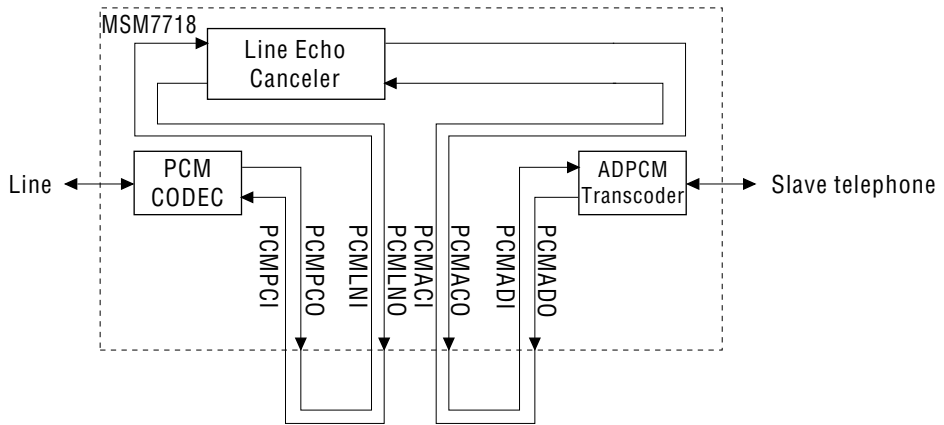 MSM7718
Line Echo
Canceler
PCM
CODEC
ADPCM
Transcoder
Line
Slave telephone
PCMPCI
PCMPCO
PCMLNI
PCMLNO
PCMACI
PCMACO
PCMADI
PCMADO